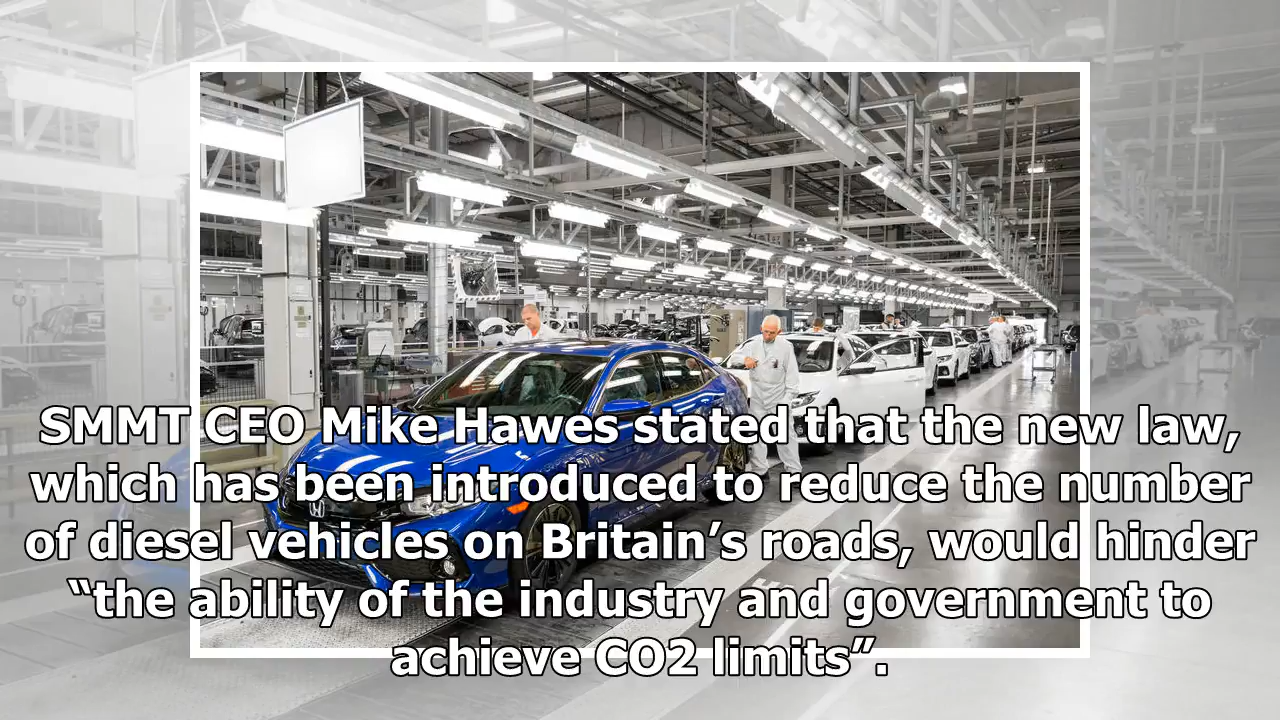 SMMT CEO Mike Hawes stated that the new law,
which has been introduced to reduce the number
of diesel vehicles on Britain’s roads, would hinder
“the ability of the industry and government to
achieve CO2 limits”.